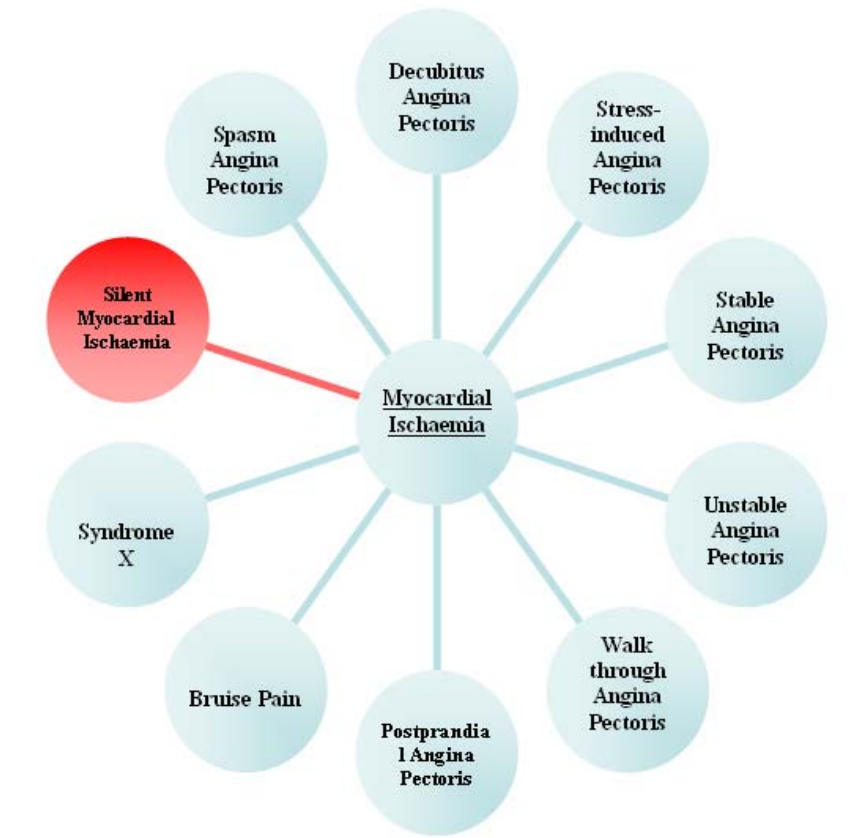 Decubitus
Angina
Pectoris
Stress-
induced
Angina
Pectoris
Stable
Angina
Pectoris
Unstable
Angina
Pectoris
Walk
through
Angina
Pectoris
Postprandia
l Angina
Pectoris
Bruise Pain
Syndrome
X
Silent
Myocardial
Ischaemia
Spasm
Angina
Pectoris
Myocardial
Ischaemia